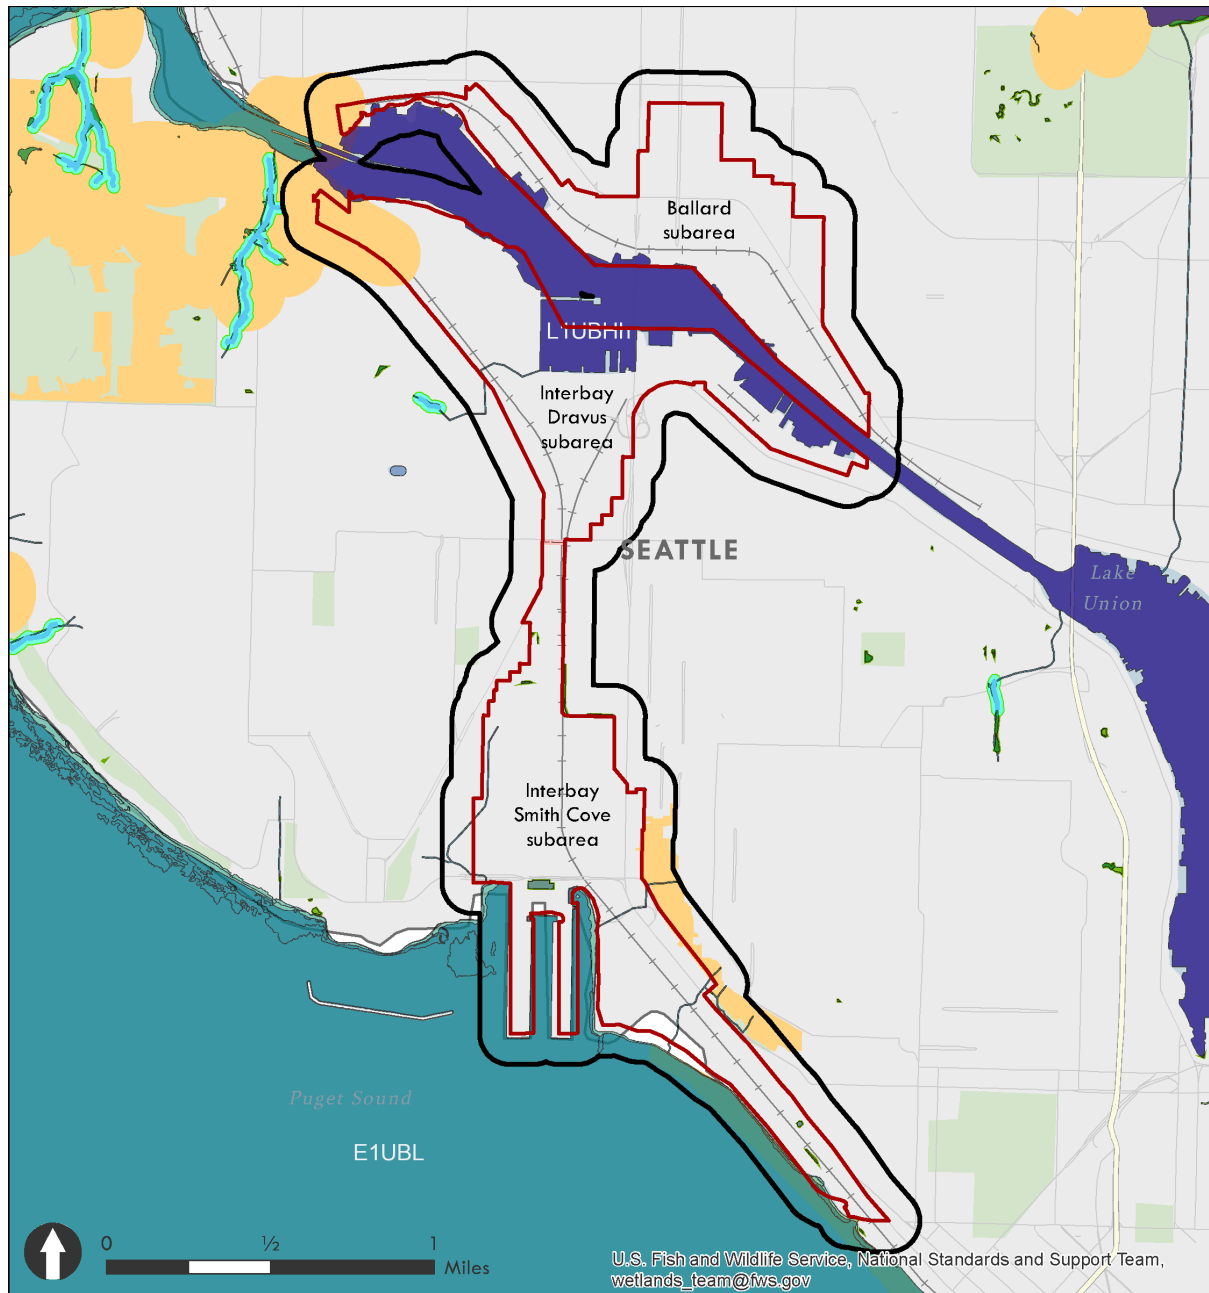 Ballard
subarea
L1UBHh
Interbay
Dravus
subarea
SEATTLE
Lake
Union
Interbay
Smith Cove
subarea
Puget Sound
E1UBL
0 ½ 1
Miles
U.S. Fish and Wildlife Service, National Standards and Support Team,
wetlands_team@fws.gov